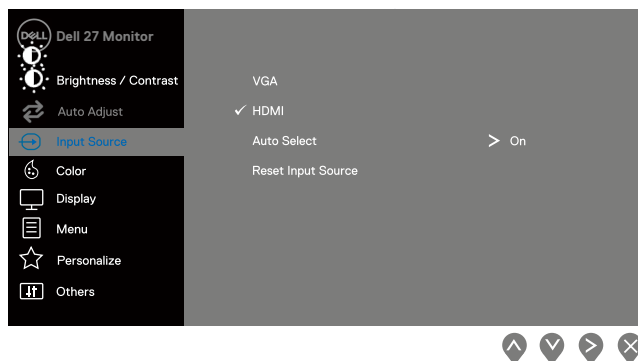 DELL Dell 27 Monitor
Brightness / Contrast
VGA
Auto Adjust
HDMI
Input Source
Auto Select
On
Color
Reset Input Source
Display
Menu
Personalize
Others